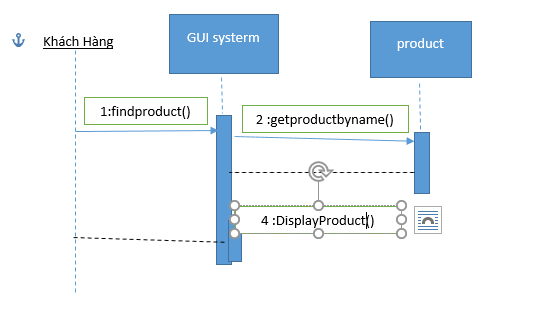 Khách Hàng
GUI systerm
product
1:findproduct()
2 :getproductbyname()
4 :DisplayProduct()